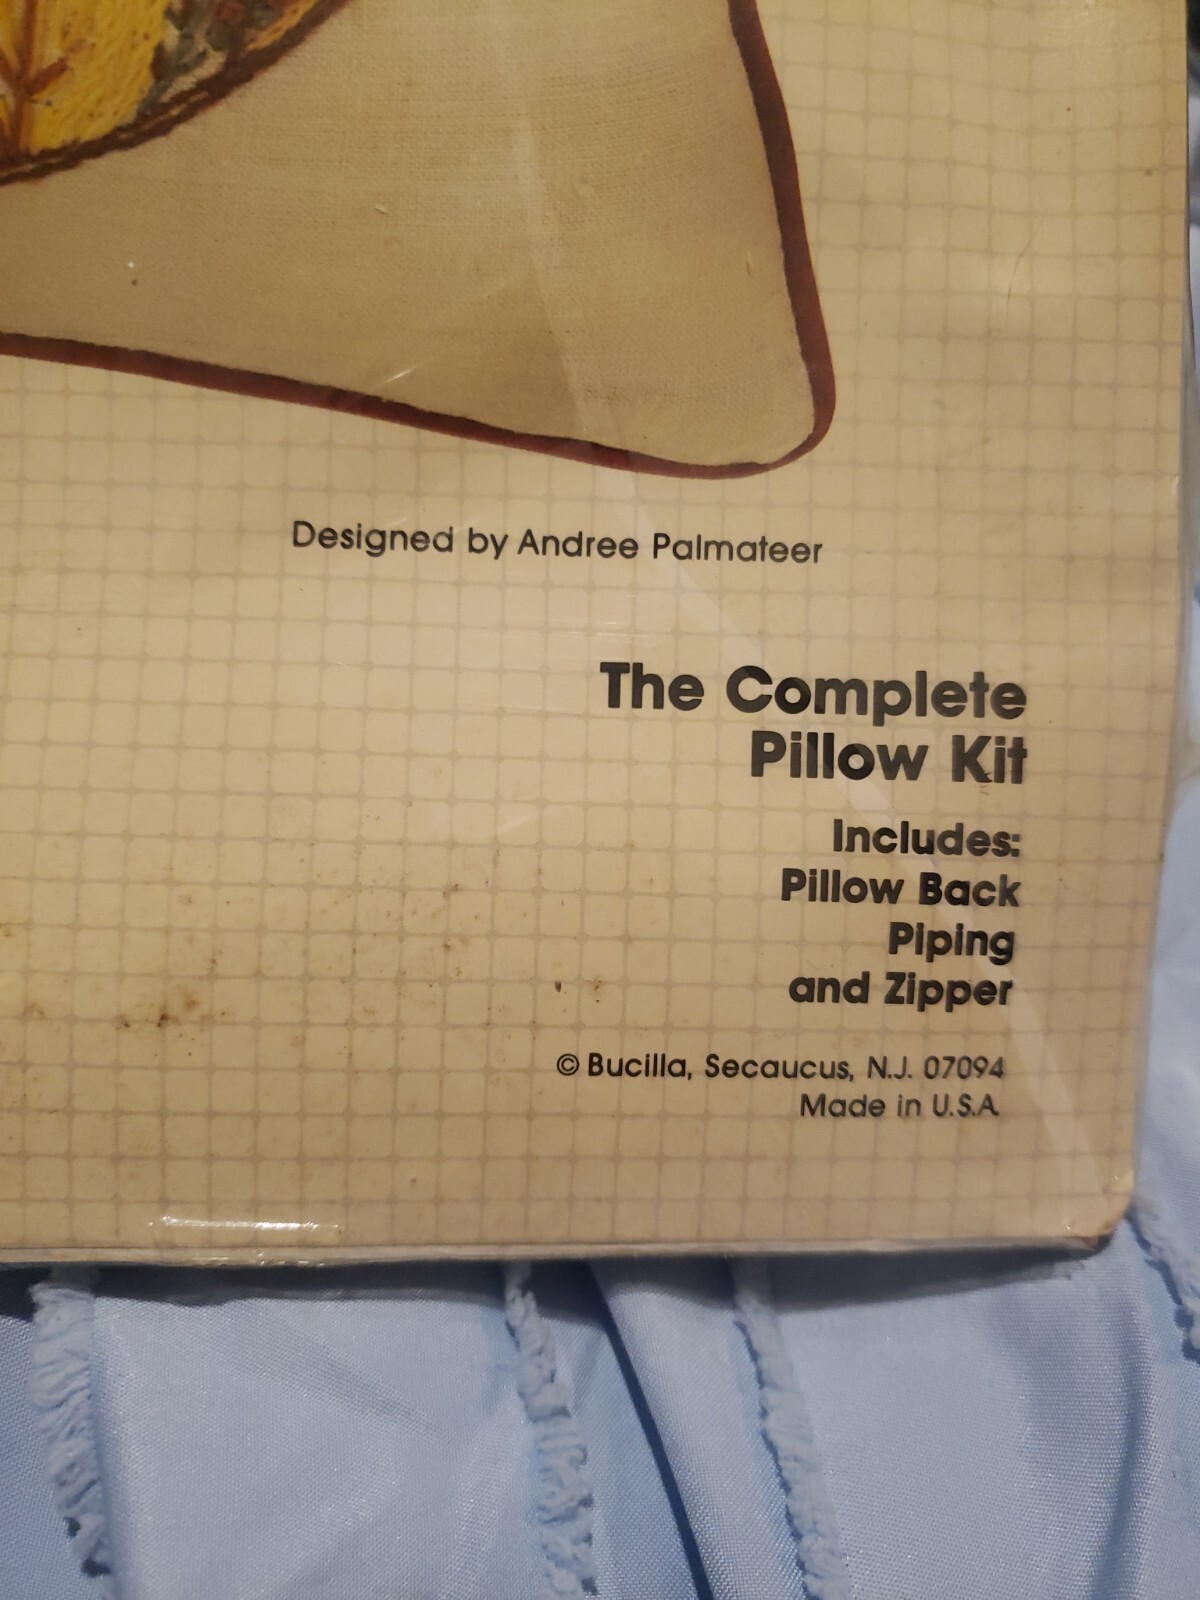 Designed by Andree Palmateer
The Complete
Pillow Kit
Includes:
Pillow Back
Piping
and Zipper
© Bucilla, Secaucus, N.J. 07094
Made in U.S.A.